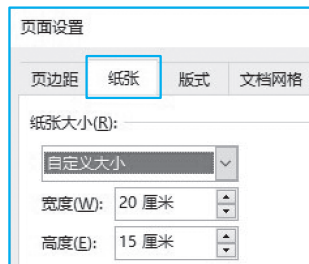 页面设置
页边距 纸张 版式 文档网格
纸张大小(R):
自定义大小
宽度(W): 20 厘米
高度(E): 15 厘米